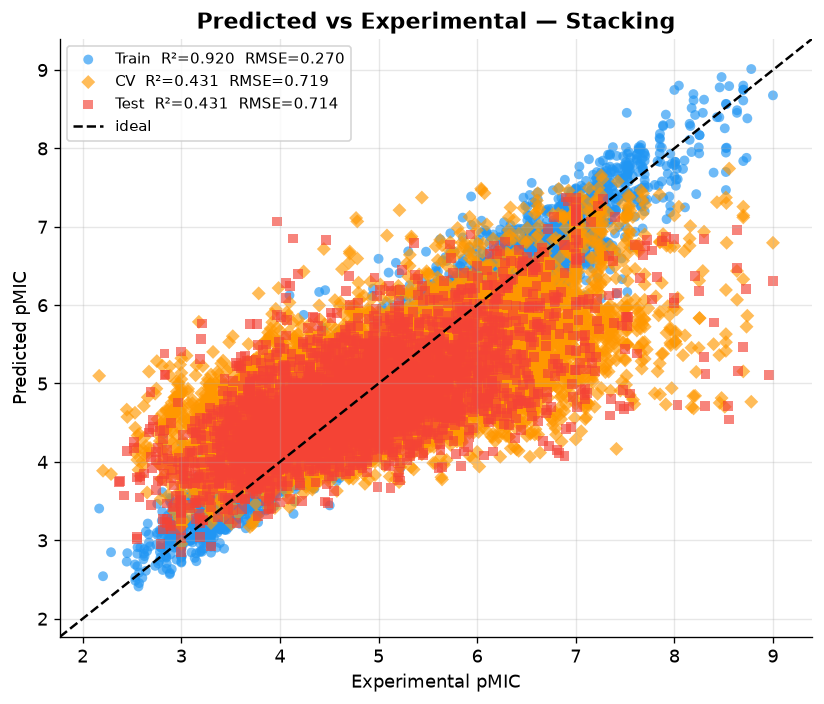 Predicted vs Experimental — Stacking
Train R²=0.920 RMSE=0.270
CV R²=0.431 RMSE=0.719
Test R²=0.431 RMSE=0.714
ideal
9
8
7
6
5
4
3
2
Predicted pMIC
2 3 4 5 6 7 8 9
Experimental pMIC